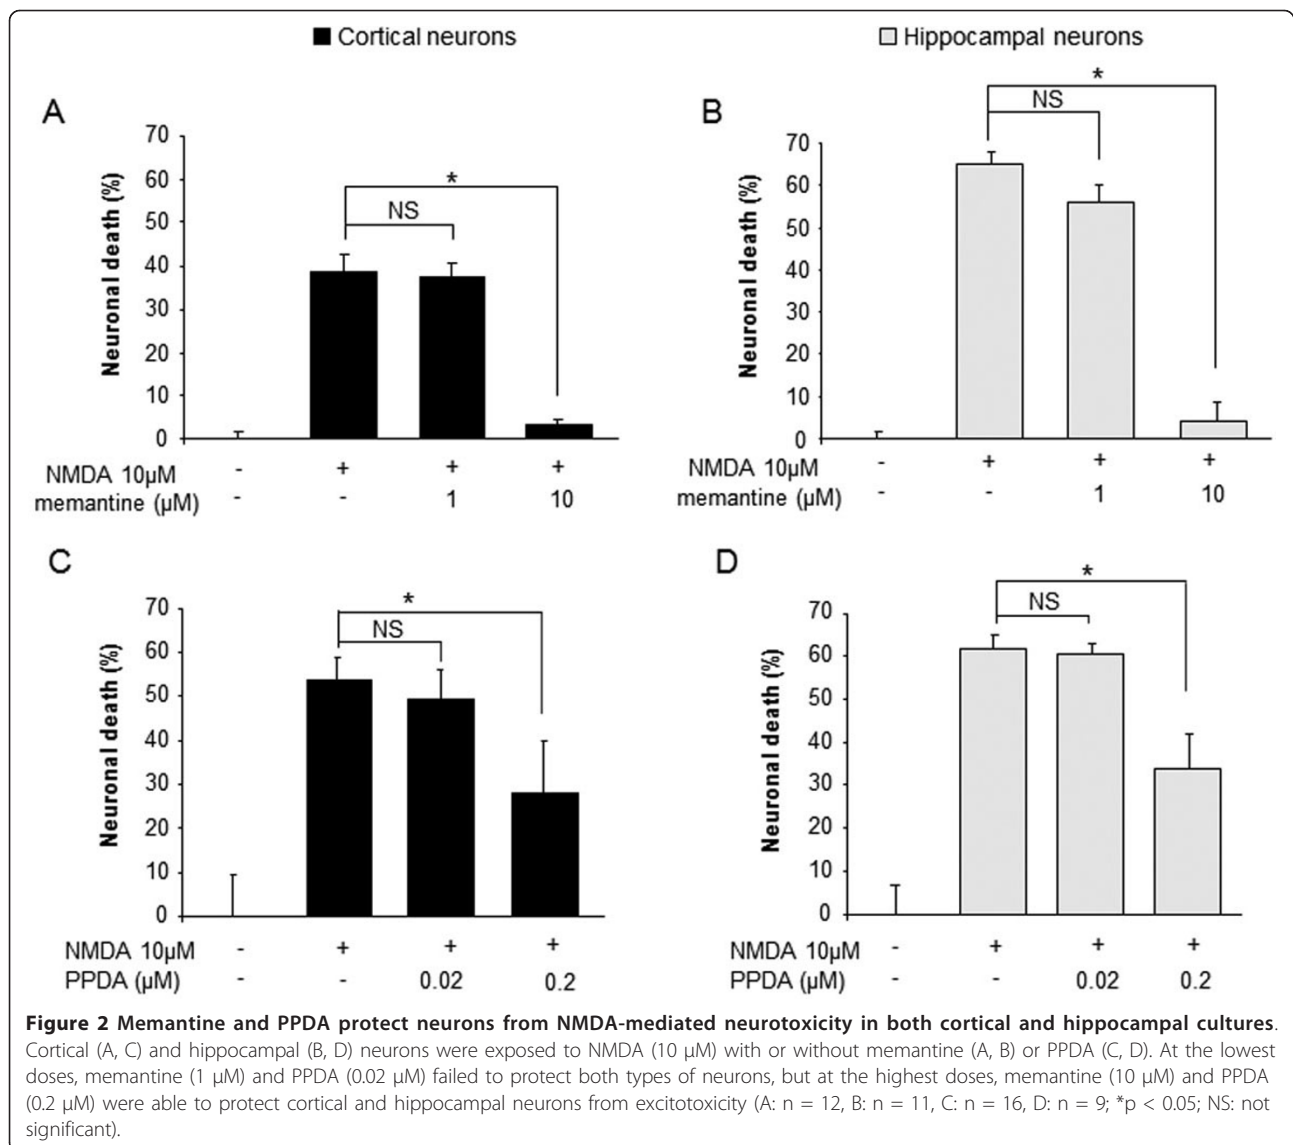 Cortical neurons
Hippocampal neurons
A
Neuronal death (%)
70
60
50
40
30
20
10
0
*
NS
NMDA 10µM - + + +
memantine (µM) - - 1 10
B
Neuronal death (%)
70
60
50
40
30
20
10
0
*
NS
NMDA 10µM - + + +
memantine (µM) - - 1 10
C
Neuronal death (%)
70
60
50
40
30
20
10
0
*
NS
NMDA 10µM - + + +
PPDA (µM) - - 0.02 0.2
D
Neuronal death (%)
70
60
50
40
30
20
10
0
*
NS
NMDA 10µM - + + +
PPDA (µM) - - 0.02 0.2
Figure 2 Memantine and PPDA protect neurons from NMDA-mediated neurotoxicity in both cortical and hippocampal cultures.
Cortical (A, C) and hippocampal (B, D) neurons were exposed to NMDA (10 µM) with or without memantine (A, B) or PPDA (C, D). At the lowest
doses, memantine (1 µM) and PPDA (0.02 µM) failed to protect both types of neurons, but at the highest doses, memantine (10 µM) and PPDA
(0.2 µM) were able to protect cortical and hippocampal neurons from excitotoxicity (A: n = 12, B: n = 11, C: n = 16, D: n = 9; *p < 0.05; NS: not
significant).